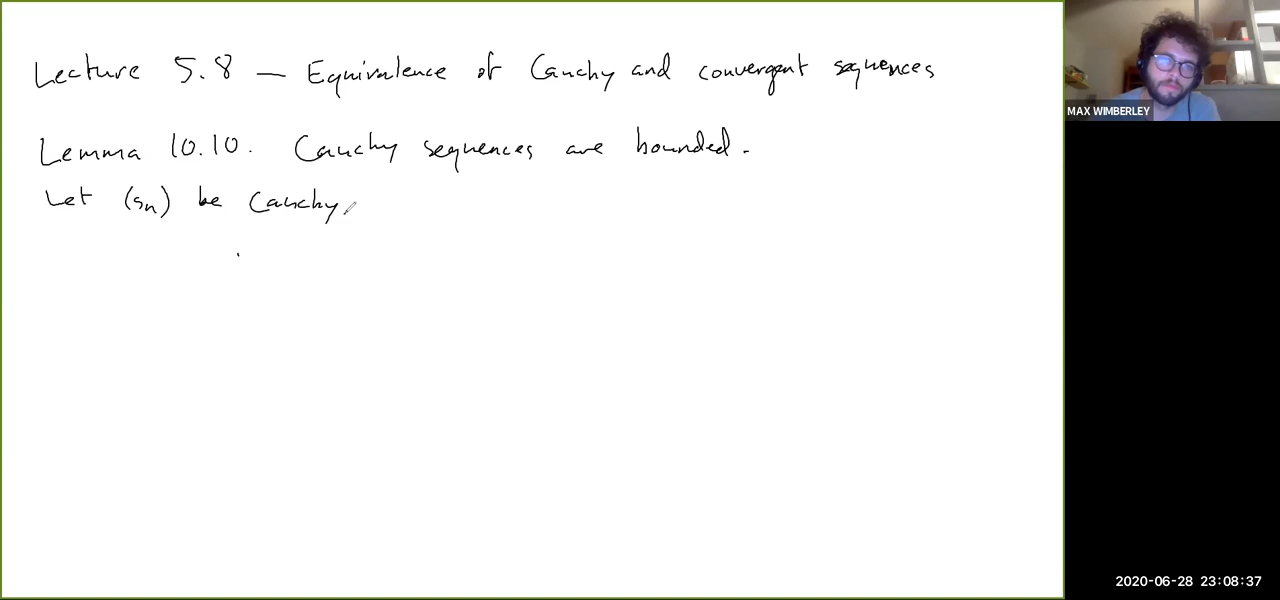 Lecture 5.8 — Equivalence of Cauchy and convergent sequences
Lemma 10.10. Cauchy sequences are bounded.
Let (sn) be Cauchy,
MAX WIMBERLEY
2020-06-28 23:08:37